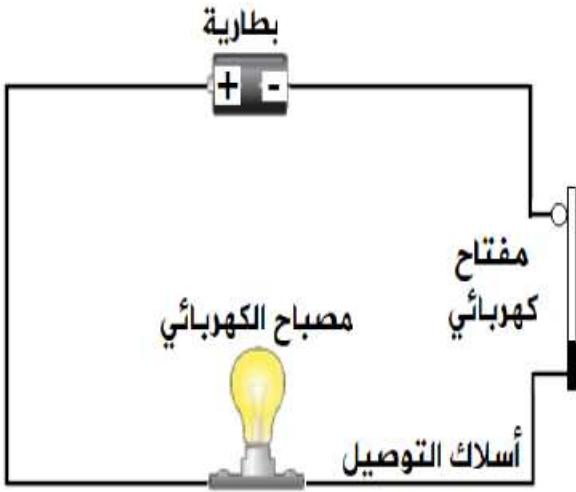 بطارية
+ -
مفتاح
كهربائي
مصباح الكهربائي
أسلاك التوصيل